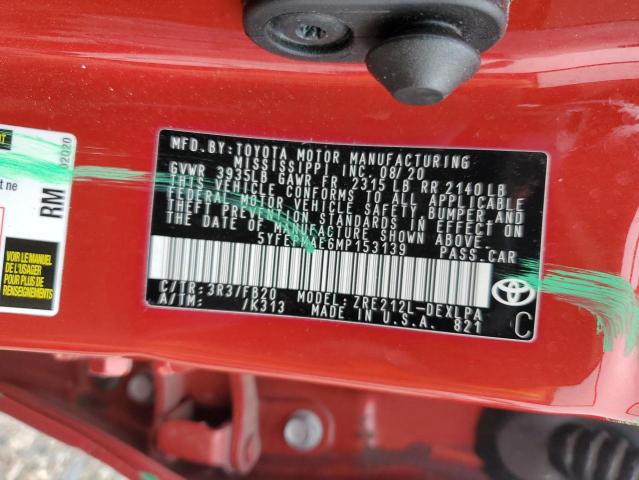 MFD. BY: TOYOTA MOTOR MANUFACTURING
MISSISSIPPI, INC. 08/20
GVWR 3935LB GAWR FR 2315 LB RR 2140 LB
THIS VEHICLE CONFORMS TO ALL APPLICABLE
FEDERAL MOTOR VEHICLE SAFETY, BUMPER, AND
THEFT PREVENTION STANDARDS IN EFFECT ON
THE DATE OF MANUFACTURE SHOWN ABOVE.
PASS.CAR
C/TR:3R3/FB20 MODEL: ZRE212L-DEXLPA
A/TM: /K313 MADE IN U.S.A. 821
C
t ne
RM
VOIR LE
MANUEL DE
L'USAGER
POUR PLUS DE
RENSEIGNEMENTS